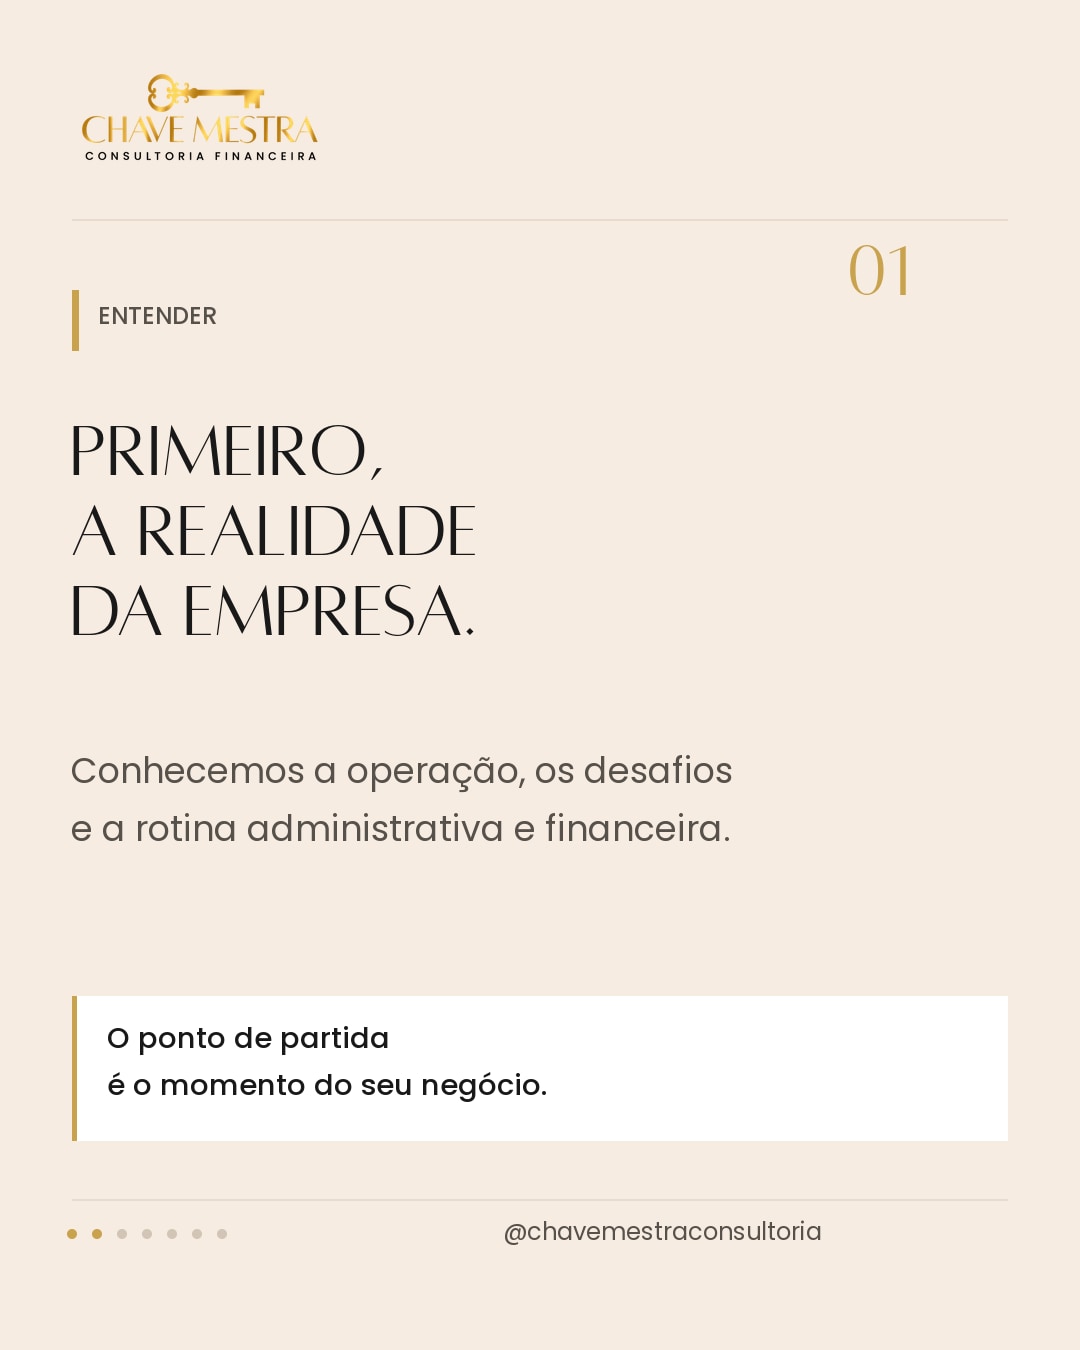 CHAVE MESTRA
CONSULTORIA FINANCEIRA
01
ENTENDER
PRIMEIRO,
A REALIDADE
DA EMPRESA.
Conhecemos a operação, os desafios
e a rotina administrativa e financeira.
O ponto de partida
é o momento do seu negócio.
@chavemestraconsultoria